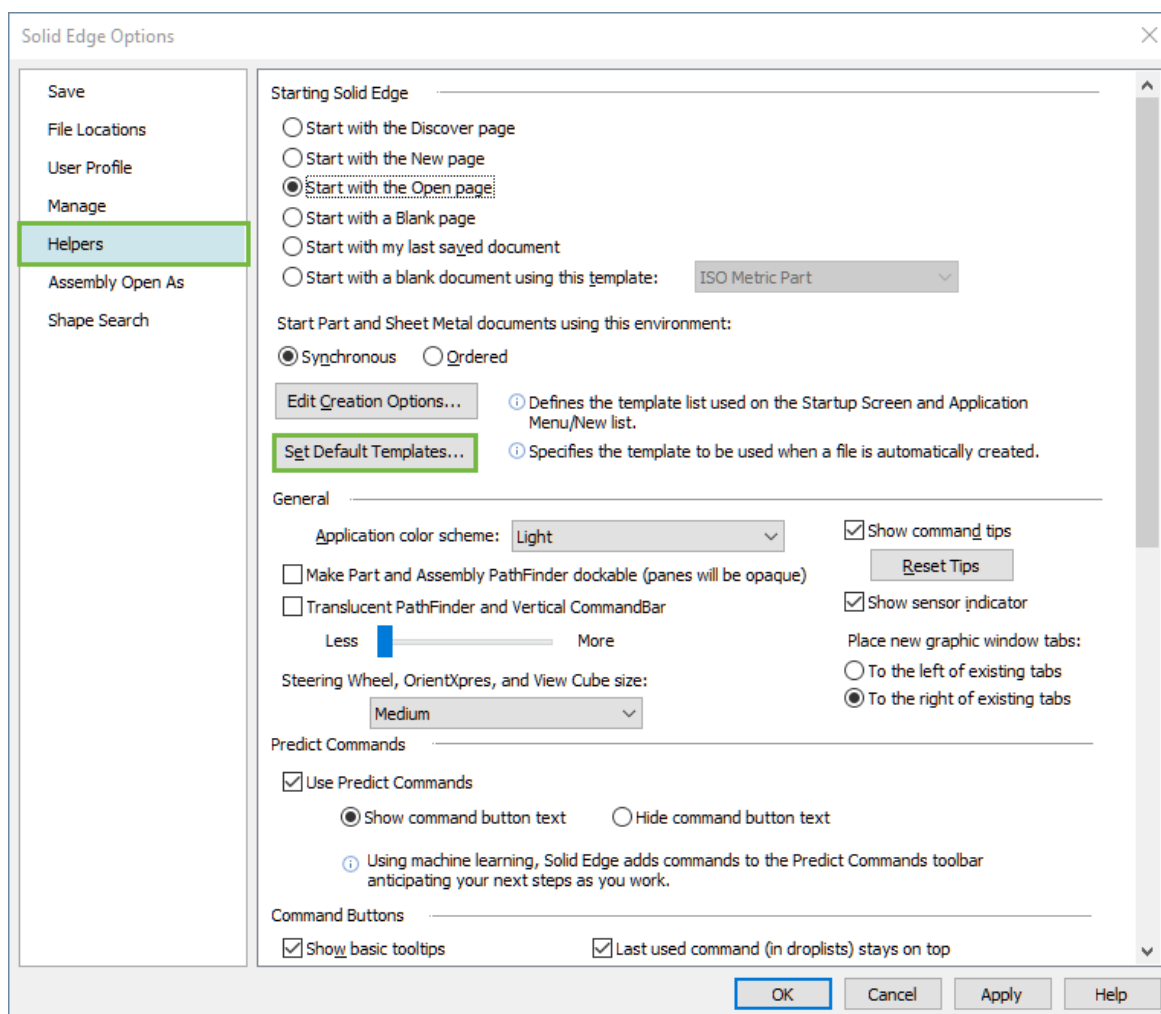 Solid Edge Options
Save
File Locations
User Profile
Manage
Helpers
Assembly Open As
Shape Search
Starting Solid Edge
Start with the Discover page
Start with the New page
Start with the Open page
Start with a Blank page
Start with my last saved document
Start with a blank document using this template: ISO Metric Part
Start Part and Sheet Metal documents using this environment:
Synchronous Ordered
Edit Creation Options... Defines the template list used on the Startup Screen and Application
Menu/New list.
Set Default Templates... Specifies the template to be used when a file is automatically created.
General
Application color scheme: Light
Show command tips
Reset Tips
Make Part and Assembly PathFinder dockable (panes will be opaque)
Translucent PathFinder and Vertical CommandBar
Show sensor indicator
Less More
Place new graphic window tabs:
To the left of existing tabs
To the right of existing tabs
Steering Wheel, OrientXpres, and View Cube size:
Medium
Predict Commands
Use Predict Commands
Show command button text Hide command button text
Using machine learning, Solid Edge adds commands to the Predict Commands toolbar
anticipating your next steps as you work.
Command Buttons
Show basic tooltips Last used command (in droplists) stays on top
OK Cancel Apply Help